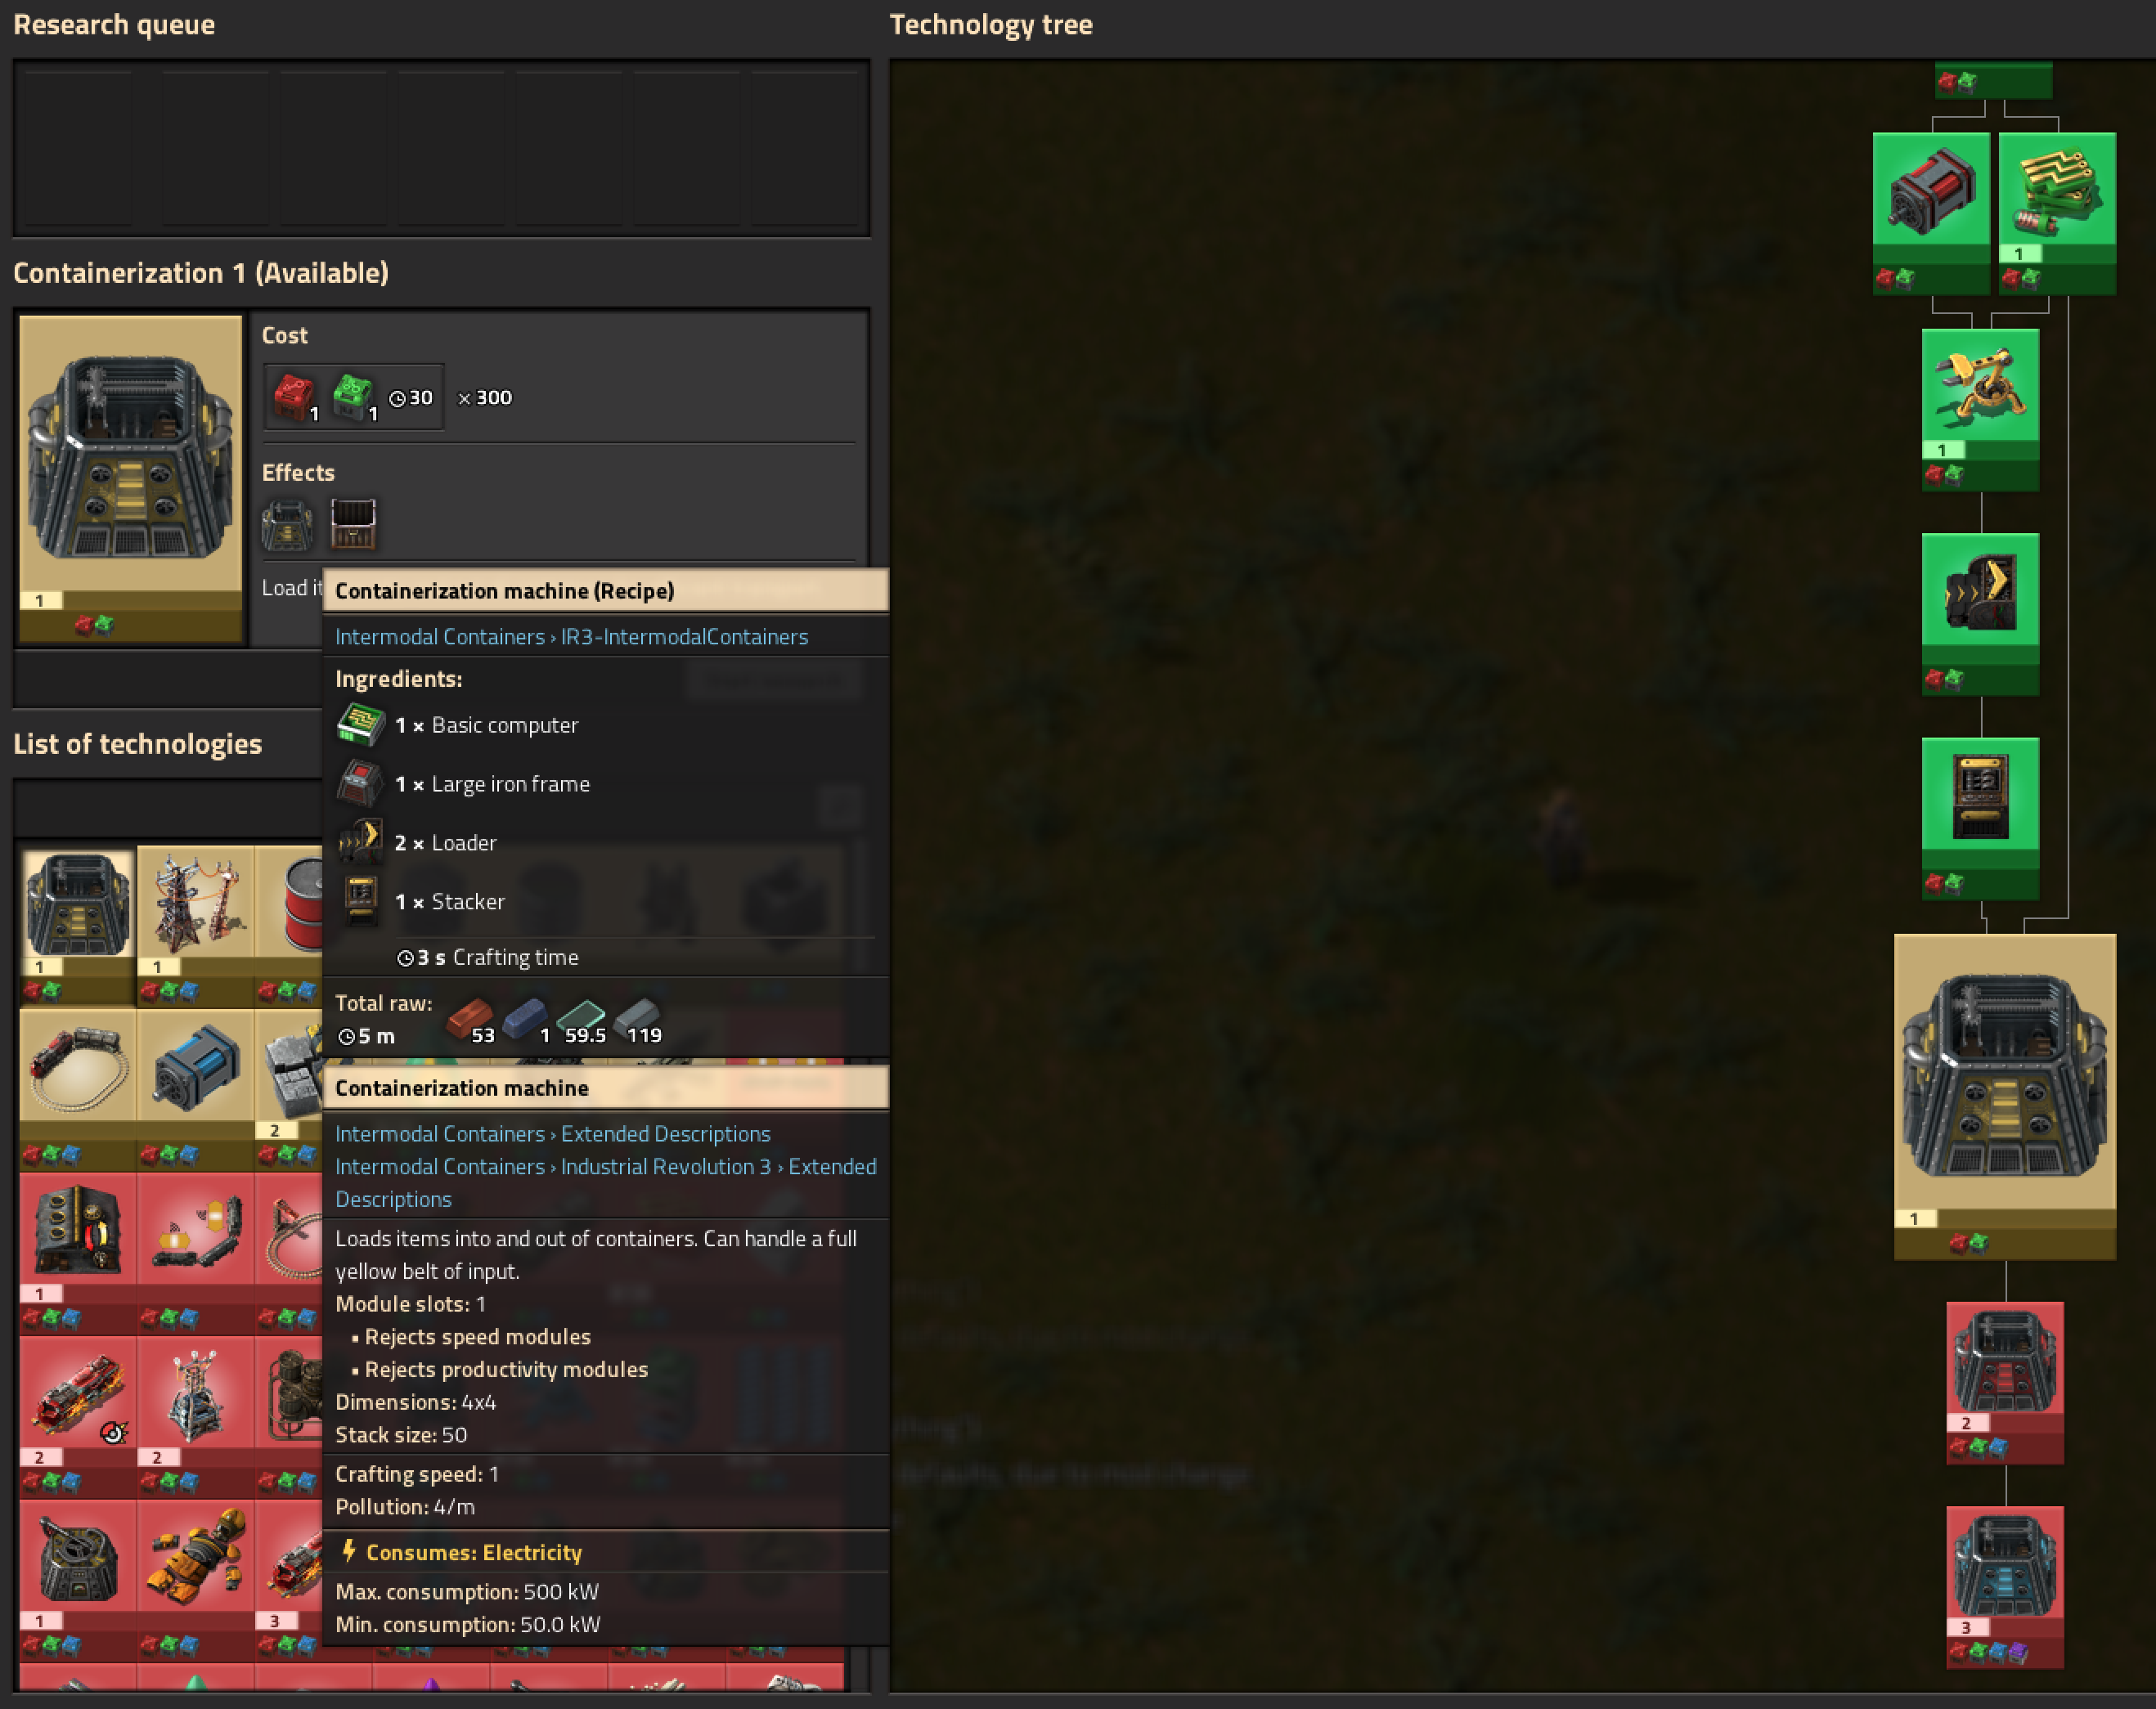 Research queue
Technology tree
Containerization 1 (Available)
Cost
1 1 30 × 300
Effects
1
Load it
Containerization machine (Recipe)
Intermodal Containers › IR3-IntermodalContainers
Ingredients:
1 × Basic computer
1 × Large iron frame
2 × Loader
1 × Stacker
3 s Crafting time
Total raw:
5 m
53 1 59.5 119
List of technologies
1 1
2
1
2 2
1 3
Containerization machine
Intermodal Containers › Extended Descriptions
Intermodal Containers › Industrial Revolution 3 › Extended
Descriptions
Loads items into and out of containers. Can handle a full
yellow belt of input.
Module slots: 1
▪ Rejects speed modules
▪ Rejects productivity modules
Dimensions: 4x4
Stack size: 50
Crafting speed: 1
Pollution: 4/m
Consumes: Electricity
Max. consumption: 500 kW
Min. consumption: 50.0 kW
1
1
1
2
3